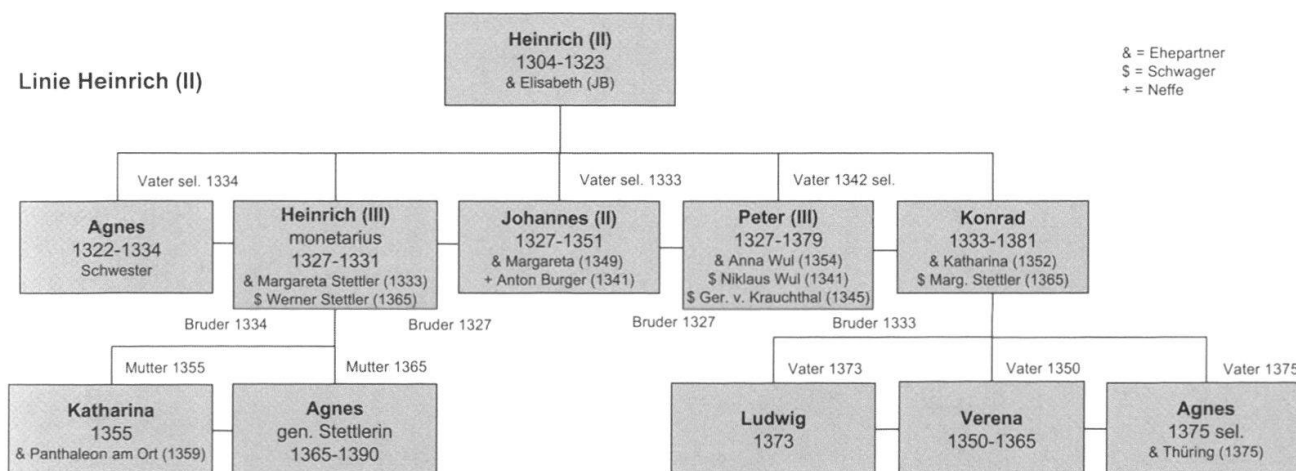 Linie Heinrich (II)
Heinrich (II)
1304-1323
& Elisabeth (JB)
& = Ehepartner
$ = Schwager
+ = Neffe
Vater sel. 1334
Vater sel. 1333
Vater 1342 sel.
Agnes
1322-1334
Schwester
Heinrich (III)
monetarius
1327-1331
& Margareta Stettler (1333)
$ Werner Stettler (1365)
Johannes (II)
1327-1351
& Margareta (1349)
+ Anton Burger (1341)
Peter (III)
1327-1379
& Anna Wul (1354)
$ Niklaus Wul (1341)
$ Ger. v. Krauchthal (1345)
Konrad
1333-1381
& Katharina (1352)
$ Marg. Stettler (1365)
Bruder 1334
Bruder 1327
Bruder 1327
Bruder 1333
Mutter 1355
Mutter 1365
Vater 1373
Vater 1350
Vater 1375
Katharina
1355
& Panthaleon am Ort (1359)
Agnes
gen. Stettlerin
1365-1390
Ludwig
1373
Verena
1350-1365
Agnes
1375 sel.
& Thüring (1375)